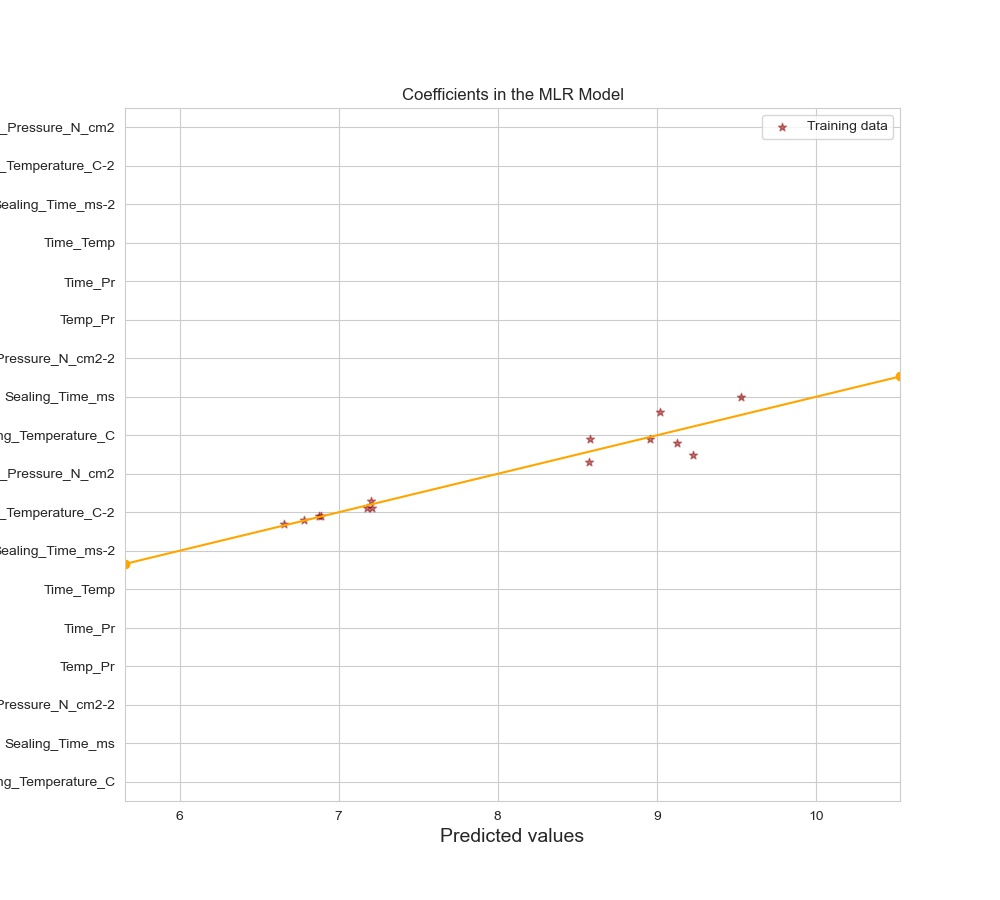 Coefficients in the MLR Model
Training data
_Pressure_N_cm2
_Temperature_C-2
Sealing_Time_ms-2
Time_Temp
Time_Pr
Temp_Pr
Pressure_N_cm2-2
Sealing_Time_ms
ng_Temperature_C
_Pressure_N_cm2
_Temperature_C-2
Sealing_Time_ms-2
Time_Temp
Time_Pr
Temp_Pr
Pressure_N_cm2-2
Sealing_Time_ms
ng_Temperature_C
6 7 8 9 10
Predicted values